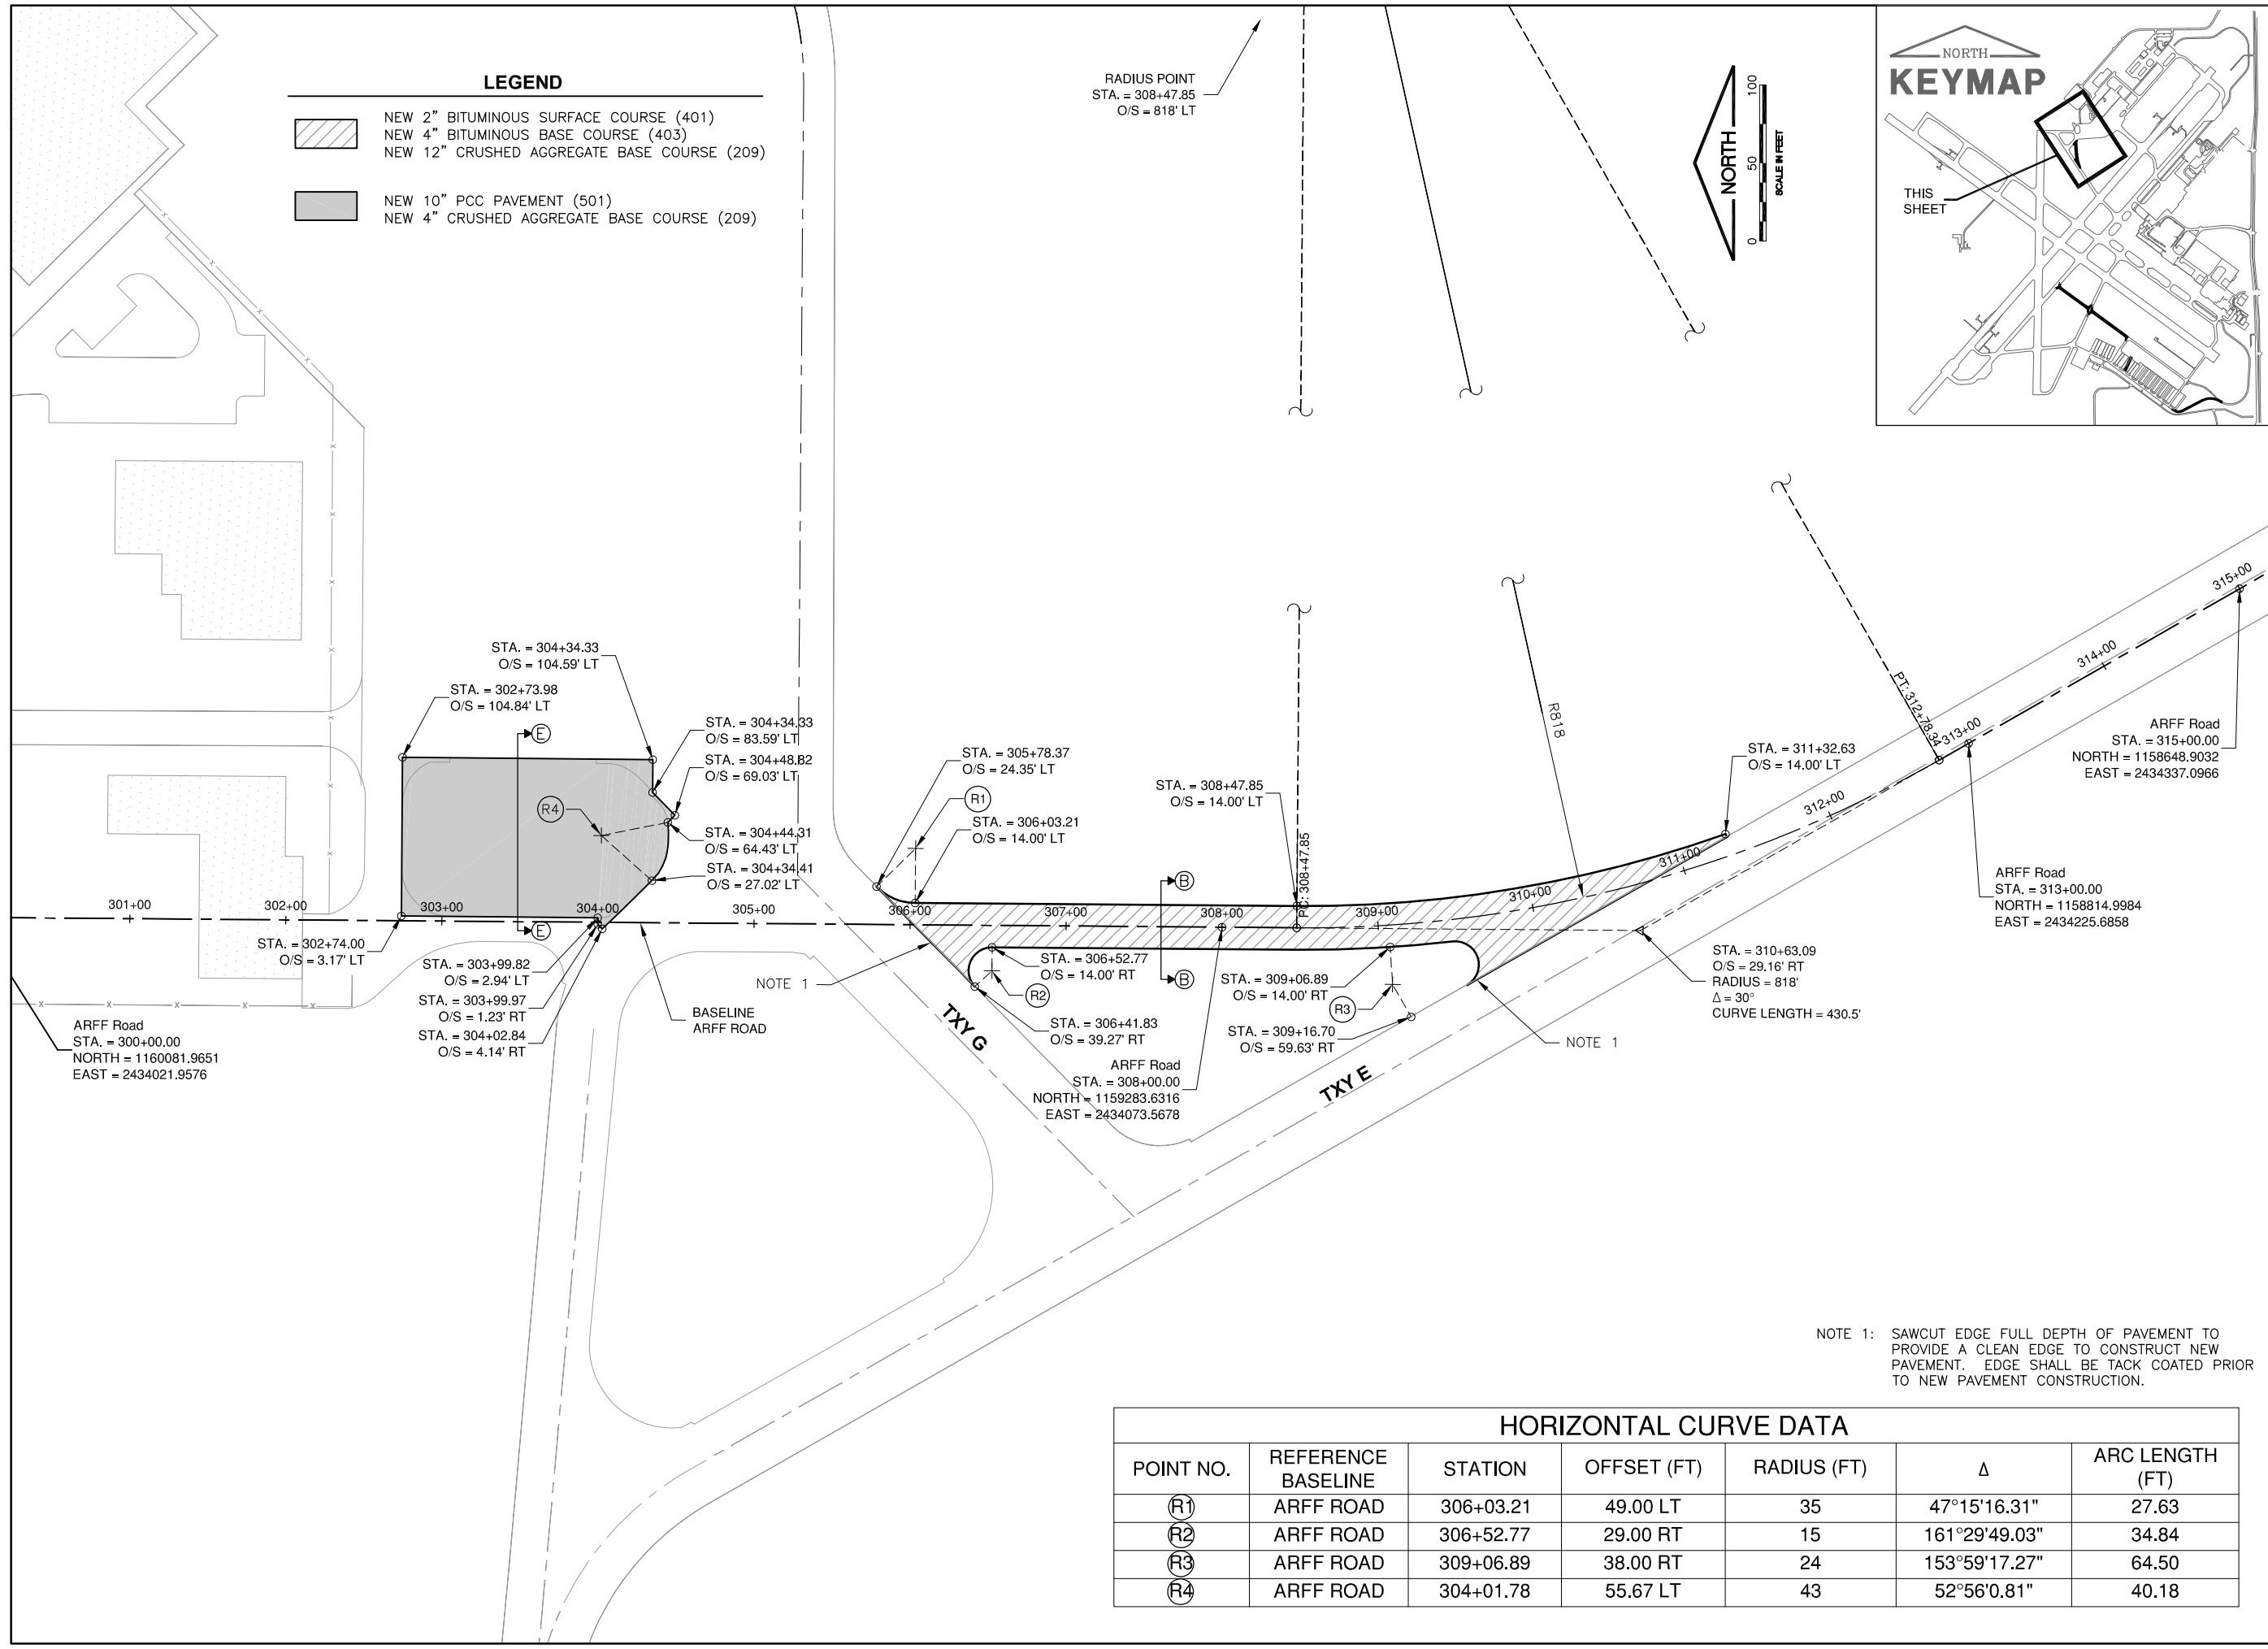 LEGEND
NEW 2" BITUMINOUS SURFACE COURSE (401)
NEW 4" BITUMINOUS BASE COURSE (403)
NEW 12" CRUSHED AGGREGATE BASE COURSE (209)
NEW 10" PCC PAVEMENT (501)
NEW 4" CRUSHED AGGREGATE BASE COURSE (209)
RADIUS POINT
STA. = 308+47.85
O/S = 818' LT
NORTH
0 50 100
SCALE IN FEET
NORTH
KEYMAP
THIS
SHEET
STA. = 304+34.33
O/S = 104.59' LT
STA. = 302+73.98
O/S = 104.84' LT
E
STA. = 304+34.33
O/S = 83.59' LT
STA. = 304+48.82
O/S = 69.03' LT
R4
STA. = 304+44.31
O/S = 64.43' LT
STA. = 304+34.41
O/S = 27.02' LT
STA. = 305+78.37
O/S = 24.35' LT
R1
STA. = 306+03.21
O/S = 14.00' LT
STA. = 308+47.85
O/S = 14.00' LT
PC: 308+47.85
R818
STA. = 311+32.63
O/S = 14.00' LT
PT: 312+78.34
301+00
302+00
303+00
304+00
305+00
306+00
307+00
308+00
309+00
310+00
311+00
312+00
313+00
314+00
315+00
ARFF Road
STA. = 315+00.00
NORTH = 1158648.9032
EAST = 2434337.0966
ARFF Road
STA. = 313+00.00
NORTH = 1158814.9984
EAST = 2434225.6858
B
E
STA. = 302+74.00
O/S = 3.17' LT
STA. = 303+99.82
O/S = 2.94' LT
STA. = 303+99.97
O/S = 1.23' RT
STA. = 304+02.84
O/S = 4.14' RT
BASELINE
ARFF ROAD
NOTE 1
STA. = 306+52.77
O/S = 14.00' RT
R2
B
STA. = 306+41.83
O/S = 39.27' RT
STA. = 309+06.89
O/S = 14.00' RT
R3
STA. = 309+16.70
O/S = 59.63' RT
STA. = 310+63.09
O/S = 29.16' RT
RADIUS = 818'
Δ = 30°
CURVE LENGTH = 430.5'
NOTE 1
ARFF Road
STA. = 300+00.00
NORTH = 1160081.9651
EAST = 2434021.9576
ARFF Road
STA. = 308+00.00
NORTH = 1159283.6316
EAST = 2434073.5678
TXY G
TXY E
NOTE 1: SAWCUT EDGE FULL DEPTH OF PAVEMENT TO
PROVIDE A CLEAN EDGE TO CONSTRUCT NEW
PAVEMENT. EDGE SHALL BE TACK COATED PRIOR
TO NEW PAVEMENT CONSTRUCTION.
HORIZONTAL CURVE DATA
POINT NO. REFERENCE BASELINE STATION OFFSET (FT) RADIUS (FT) Δ ARC LENGTH (FT)
R1 ARFF ROAD 306+03.21 49.00 LT 35 47°15'16.31" 27.63
R2 ARFF ROAD 306+52.77 29.00 RT 15 161°29'49.03" 34.84
R3 ARFF ROAD 309+06.89 38.00 RT 24 153°59'17.27" 64.50
R4 ARFF ROAD 304+01.78 55.67 LT 43 52°56'0.81" 40.18